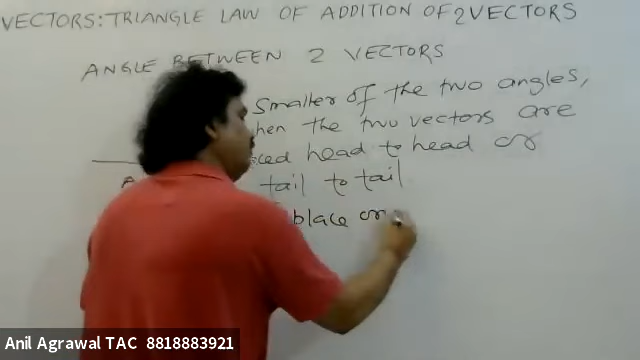 VECTORS: TRIANGLE LAW OF ADDITION OF 2 VECTORS
ANGLE BETWEEN 2 VECTORS
Smaller of the two angles,
hen the two vectors are
ced head to head or
A
tail to tail
place or
Anil Agrawal TAC 8818883921